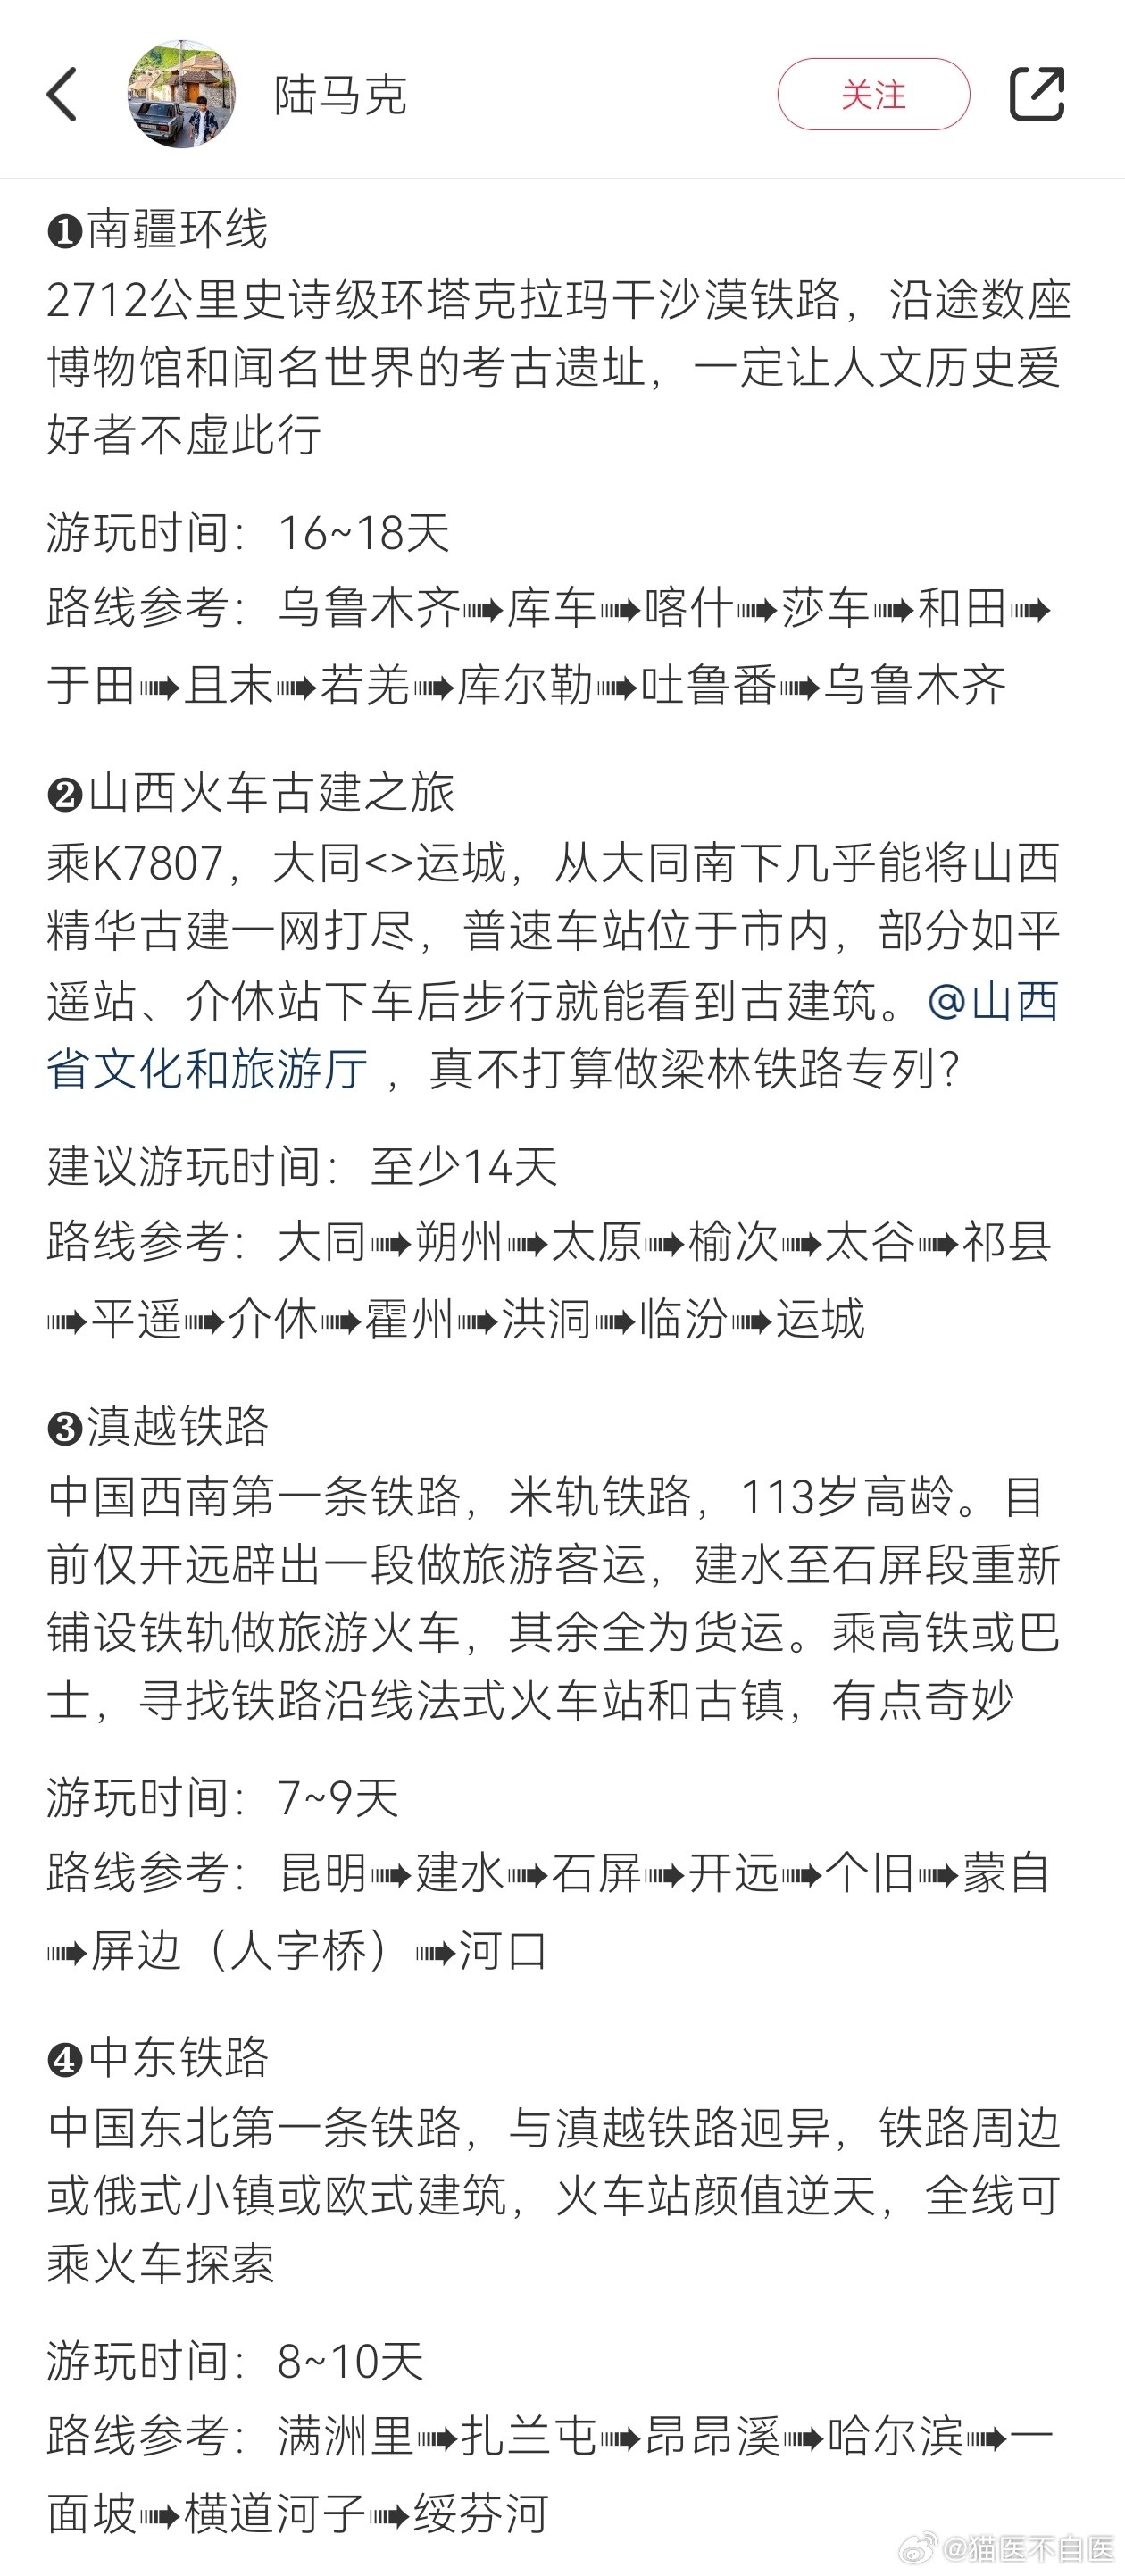 陆马克
关注
❶南疆环线
2712公里史诗级环塔克拉玛干沙漠铁路，沿途数座
博物馆和闻名世界的考古遗址，一定让人文历史爱
好者不虚此行
游玩时间：16~18天
路线参考：乌鲁木齐➠库车➠喀什➠莎车➠和田➠
于田➠且末➠若羌➠库尔勒➠吐鲁番➠乌鲁木齐
❷山西火车古建之旅
乘K7807，大同<>运城，从大同南下几乎能将山西
精华古建一网打尽，普速车站位于市内，部分如平
遥站、介休站下车后步行就能看到古建筑。@山西
省文化和旅游厅 ，真不打算做梁林铁路专列？
建议游玩时间：至少14天
路线参考：大同➠朔州➠太原➠榆次➠太谷➠祁县
➠平遥➠介休➠霍州➠洪洞➠临汾➠运城
❸滇越铁路
中国西南第一条铁路，米轨铁路，113岁高龄。目
前仅开远辟出一段做旅游客运，建水至石屏段重新
铺设铁轨做旅游火车，其余全为货运。乘高铁或巴
士，寻找铁路沿线法式火车站和古镇，有点奇妙
游玩时间：7~9天
路线参考：昆明➠建水➠石屏➠开远➠个旧➠蒙自
➠屏边（人字桥）➠河口
❹中东铁路
中国东北第一条铁路，与滇越铁路迥异，铁路周边
或俄式小镇或欧式建筑，火车站颜值逆天，全线可
乘火车探索
游玩时间：8~10天
路线参考：满洲里➠扎兰屯➠昂昂溪➠哈尔滨➠一
面坡➠横道河子➠绥芬河
@猫医不自医